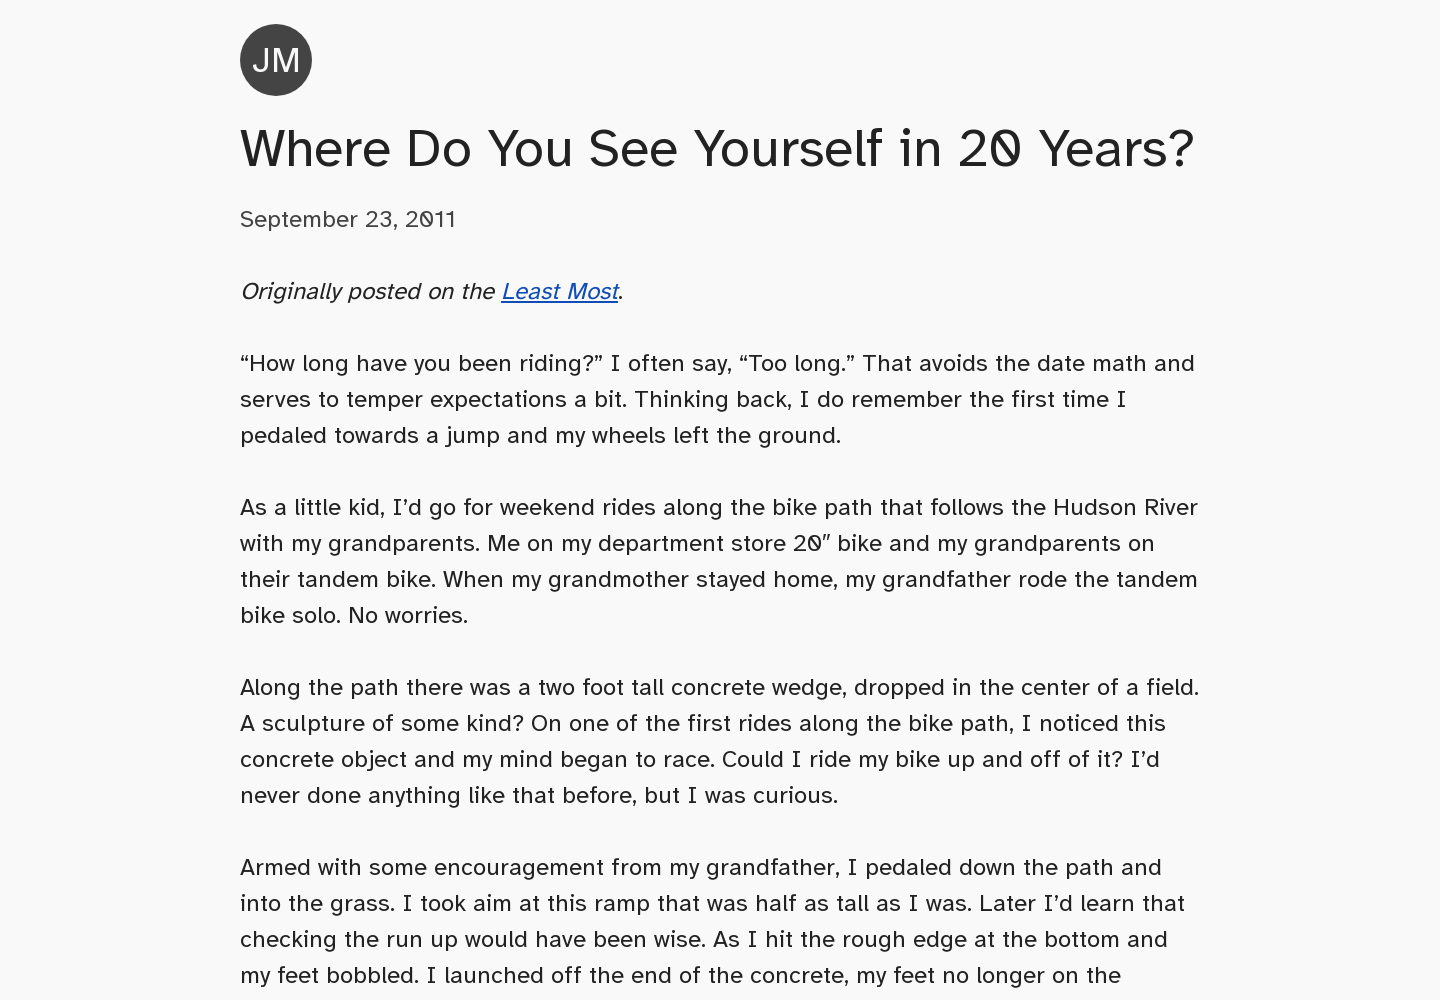 JM
Where Do You See Yourself in 20 Years?
September 23, 2011
Originally posted on the Least Most.
“How long have you been riding?” I often say, “Too long.” That avoids the date math and
serves to temper expectations a bit. Thinking back, I do remember the first time I
pedaled towards a jump and my wheels left the ground.
As a little kid, I’d go for weekend rides along the bike path that follows the Hudson River
with my grandparents. Me on my department store 20″ bike and my grandparents on
their tandem bike. When my grandmother stayed home, my grandfather rode the tandem
bike solo. No worries.
Along the path there was a two foot tall concrete wedge, dropped in the center of a field.
A sculpture of some kind? On one of the first rides along the bike path, I noticed this
concrete object and my mind began to race. Could I ride my bike up and off of it? I’d
never done anything like that before, but I was curious.
Armed with some encouragement from my grandfather, I pedaled down the path and
into the grass. I took aim at this ramp that was half as tall as I was. Later I’d learn that
checking the run up would have been wise. As I hit the rough edge at the bottom and
my feet bobbled. I launched off the end of the concrete, my feet no longer on the